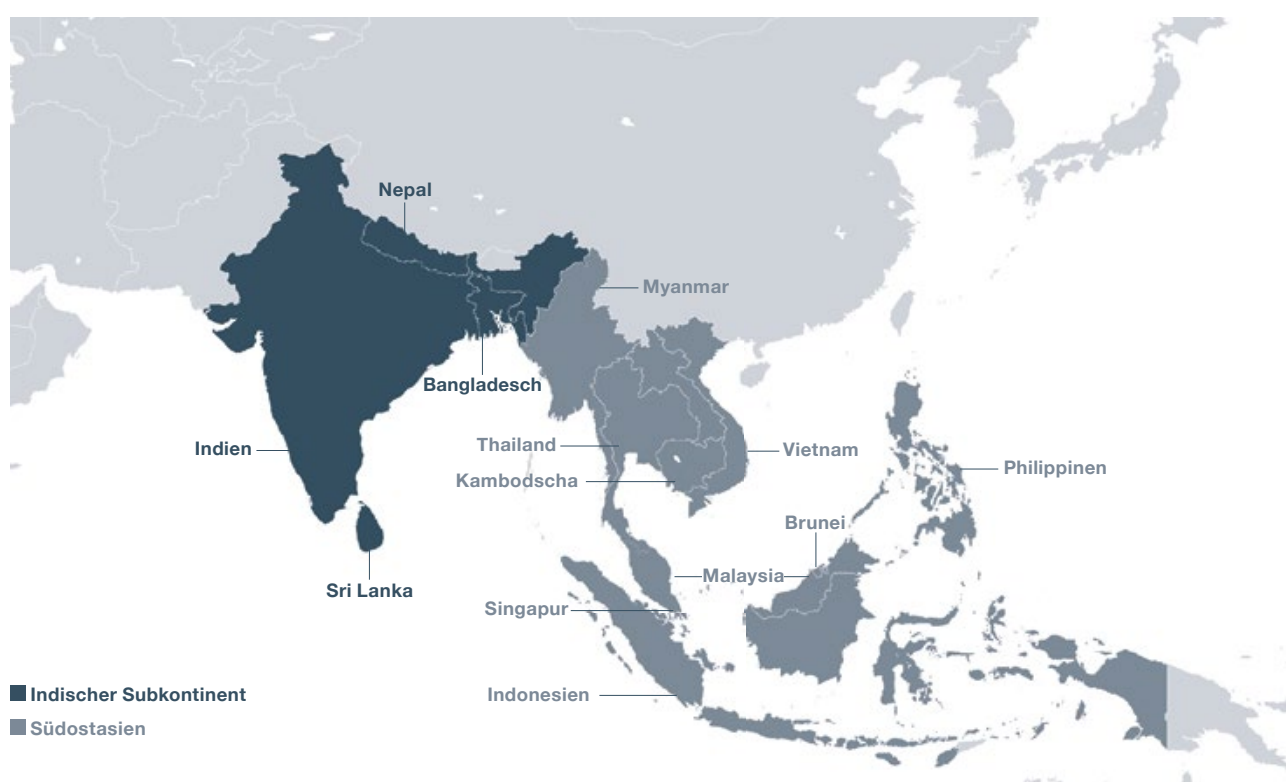 Nepal
Myanmar
Bangladesch
Thailand
Indien
Vietnam
Philippinen
Kambodscha
Brunei
Malaysia
Sri Lanka
Singapur
Indonesien
Indischer Subkontinent
Südostasien